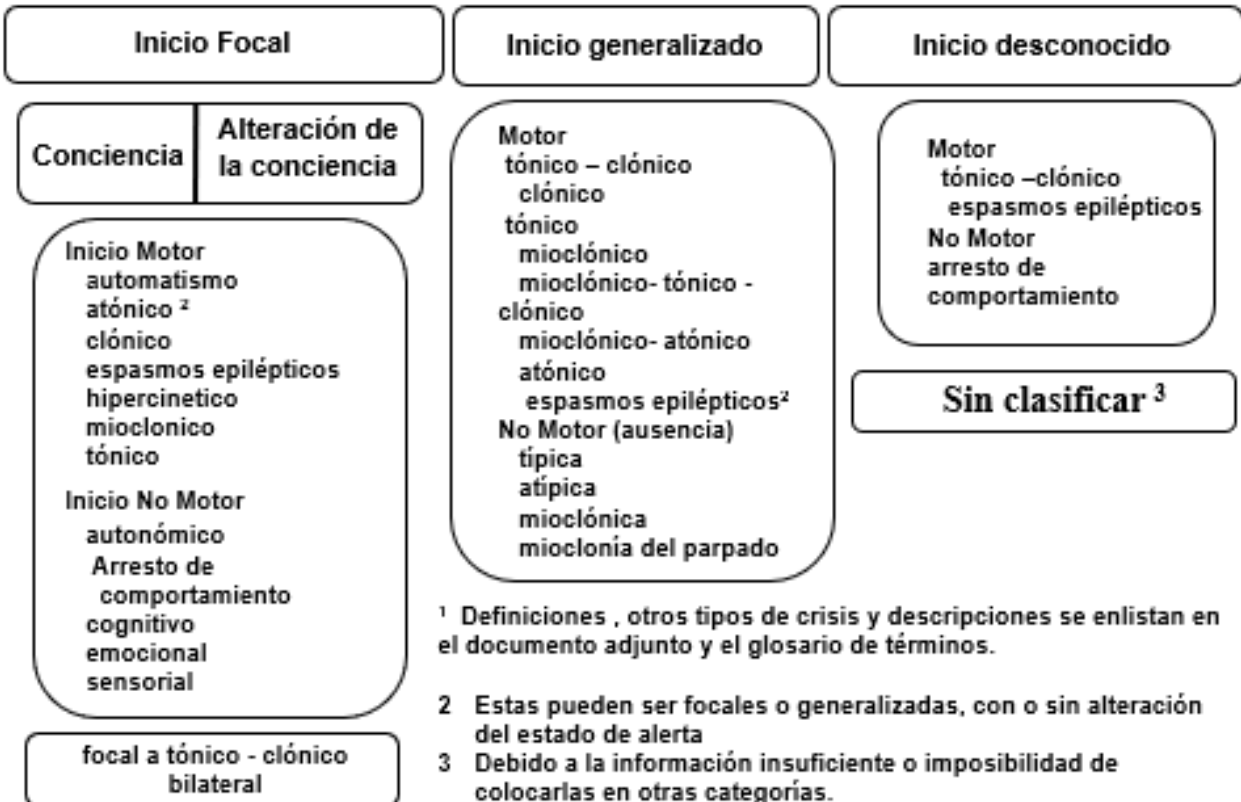 Inicio Focal
Conciencia
Alteración de
la conciencia
Inicio Motor
automatismo
atónico ²
clónico
espasmos epilépticos
hipercinetico
mioclonico
tónico
Inicio No Motor
autonómico
Arresto de
comportamiento
cognitivo
emocional
sensorial
focal a tónico - clónico
bilateral
Inicio generalizado
Motor
tónico – clónico
clónico
tónico
mioclónico
mioclónico- tónico -
clónico
mioclónico- atónico
atónico
espasmos epilépticos²
No Motor (ausencia)
típica
atípica
mioclónica
mioclonía del parpado
Inicio desconocido
Motor
tónico –clónico
espasmos epilépticos
No Motor
arresto de
comportamiento
Sin clasificar ³
¹ Definiciones , otros tipos de crisis y descripciones se enlistan en
el documento adjunto y el glosario de términos.
2 Estas pueden ser focales o generalizadas, con o sin alteración
del estado de alerta
3 Debido a la información insuficiente o imposibilidad de
colocarlas en otras categorías.